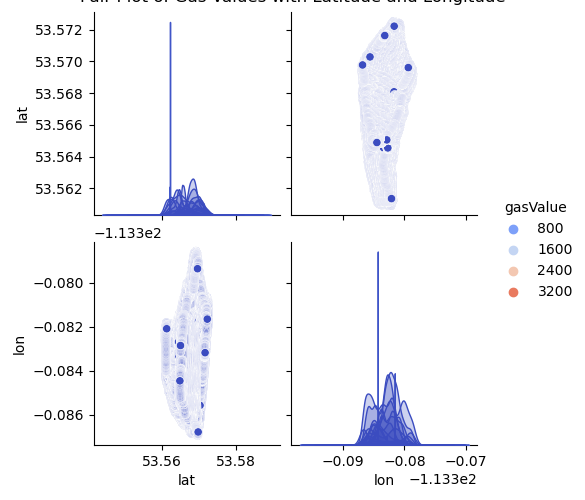 Pair Plot of Gas Values with Latitude and Longitude
53.572
53.570
53.568
53.566
53.564
53.562
lat
gasValue
800
1600
2400
3200
−1.133e2
−0.080
−0.082
−0.084
−0.086
lon
53.56 53.58
lat
−0.09 −0.08 −0.07
lon −1.133e2